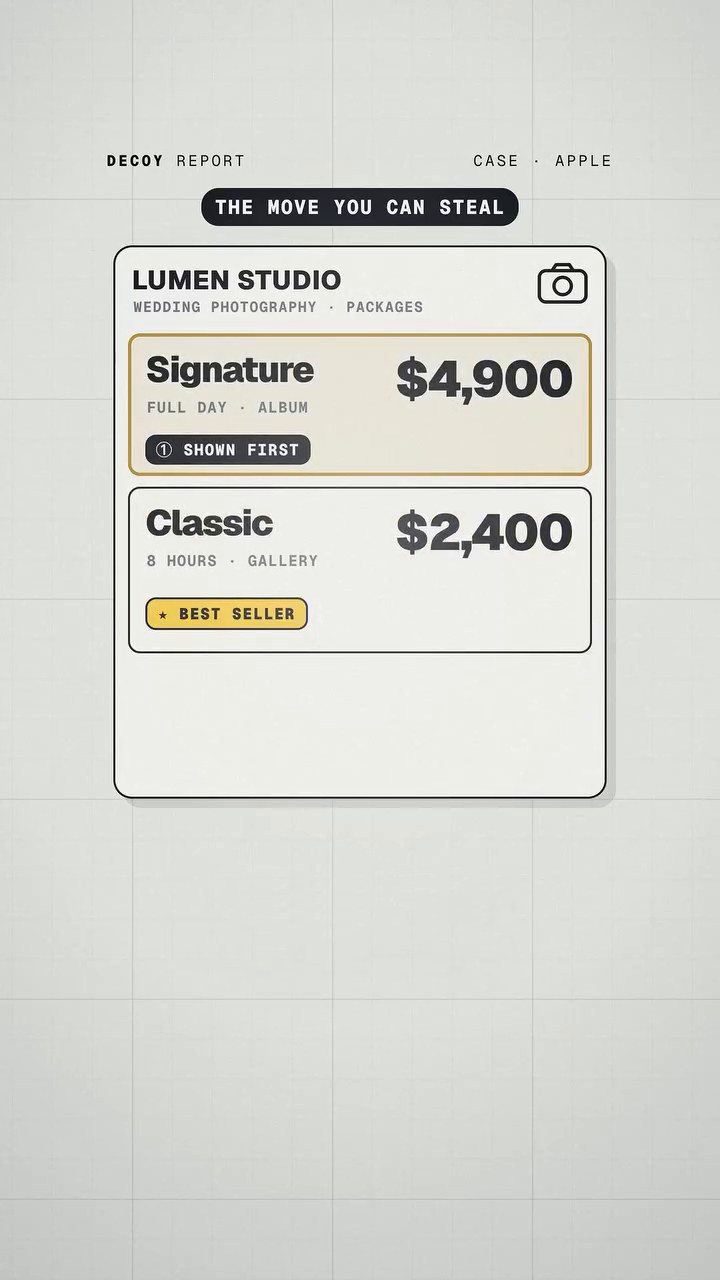 DECOY REPORT
CASE · APPLE
THE MOVE YOU CAN STEAL
LUMEN STUDIO
WEDDING PHOTOGRAPHY · PACKAGES
Signature
$4,900
FULL DAY · ALBUM
① SHOWN FIRST
Classic
$2,400
8 HOURS · GALLERY
★ BEST SELLER